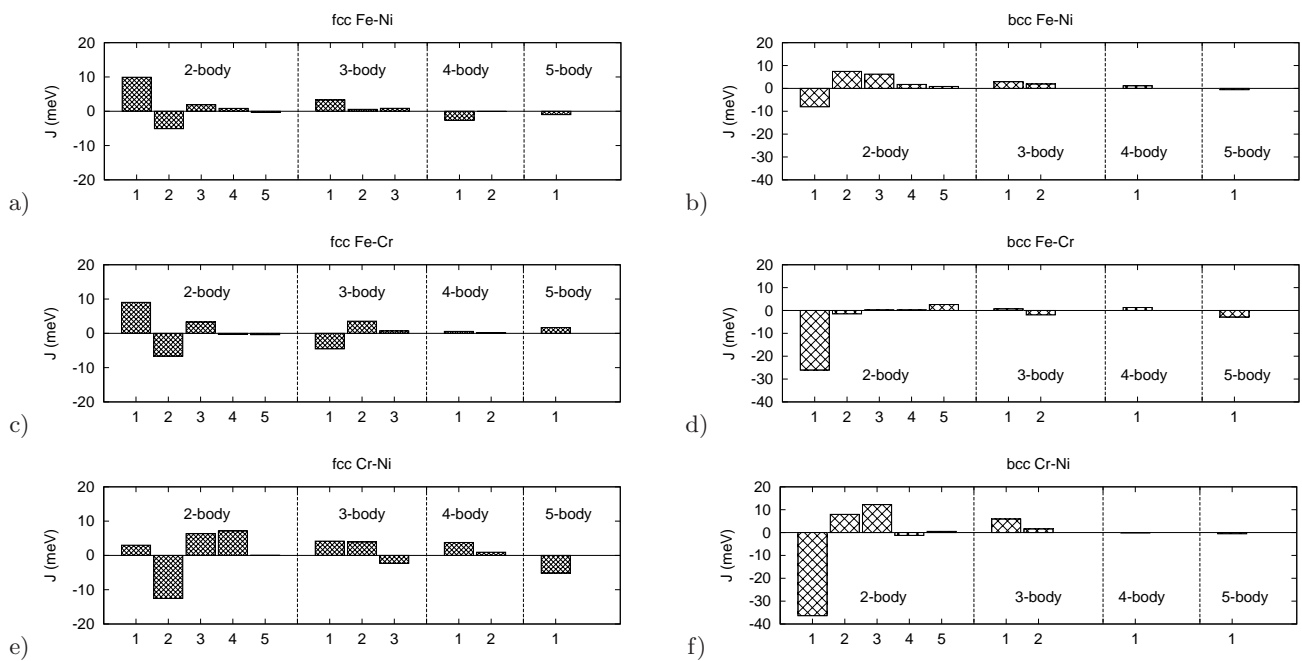 fcc Fe-Ni
20
10
0
-10
-20
J (meV)
2-body 3-body 4-body 5-body
1 2 3 4 5 1 2 3 1 2 1
a)
bcc Fe-Ni
20
10
0
-10
-20
-30
-40
J (meV)
2-body 3-body 4-body 5-body
1 2 3 4 5 1 2 1 1
b)
fcc Fe-Cr
20
10
0
-10
-20
J (meV)
2-body 3-body 4-body 5-body
1 2 3 4 5 1 2 3 1 2 1
c)
bcc Fe-Cr
20
10
0
-10
-20
-30
-40
J (meV)
2-body 3-body 4-body 5-body
1 2 3 4 5 1 2 1 1
d)
fcc Cr-Ni
20
10
0
-10
-20
J (meV)
2-body 3-body 4-body 5-body
1 2 3 4 5 1 2 3 1 2 1
e)
bcc Cr-Ni
20
10
0
-10
-20
-30
-40
J (meV)
2-body 3-body 4-body 5-body
1 2 3 4 5 1 2 1 1
f)